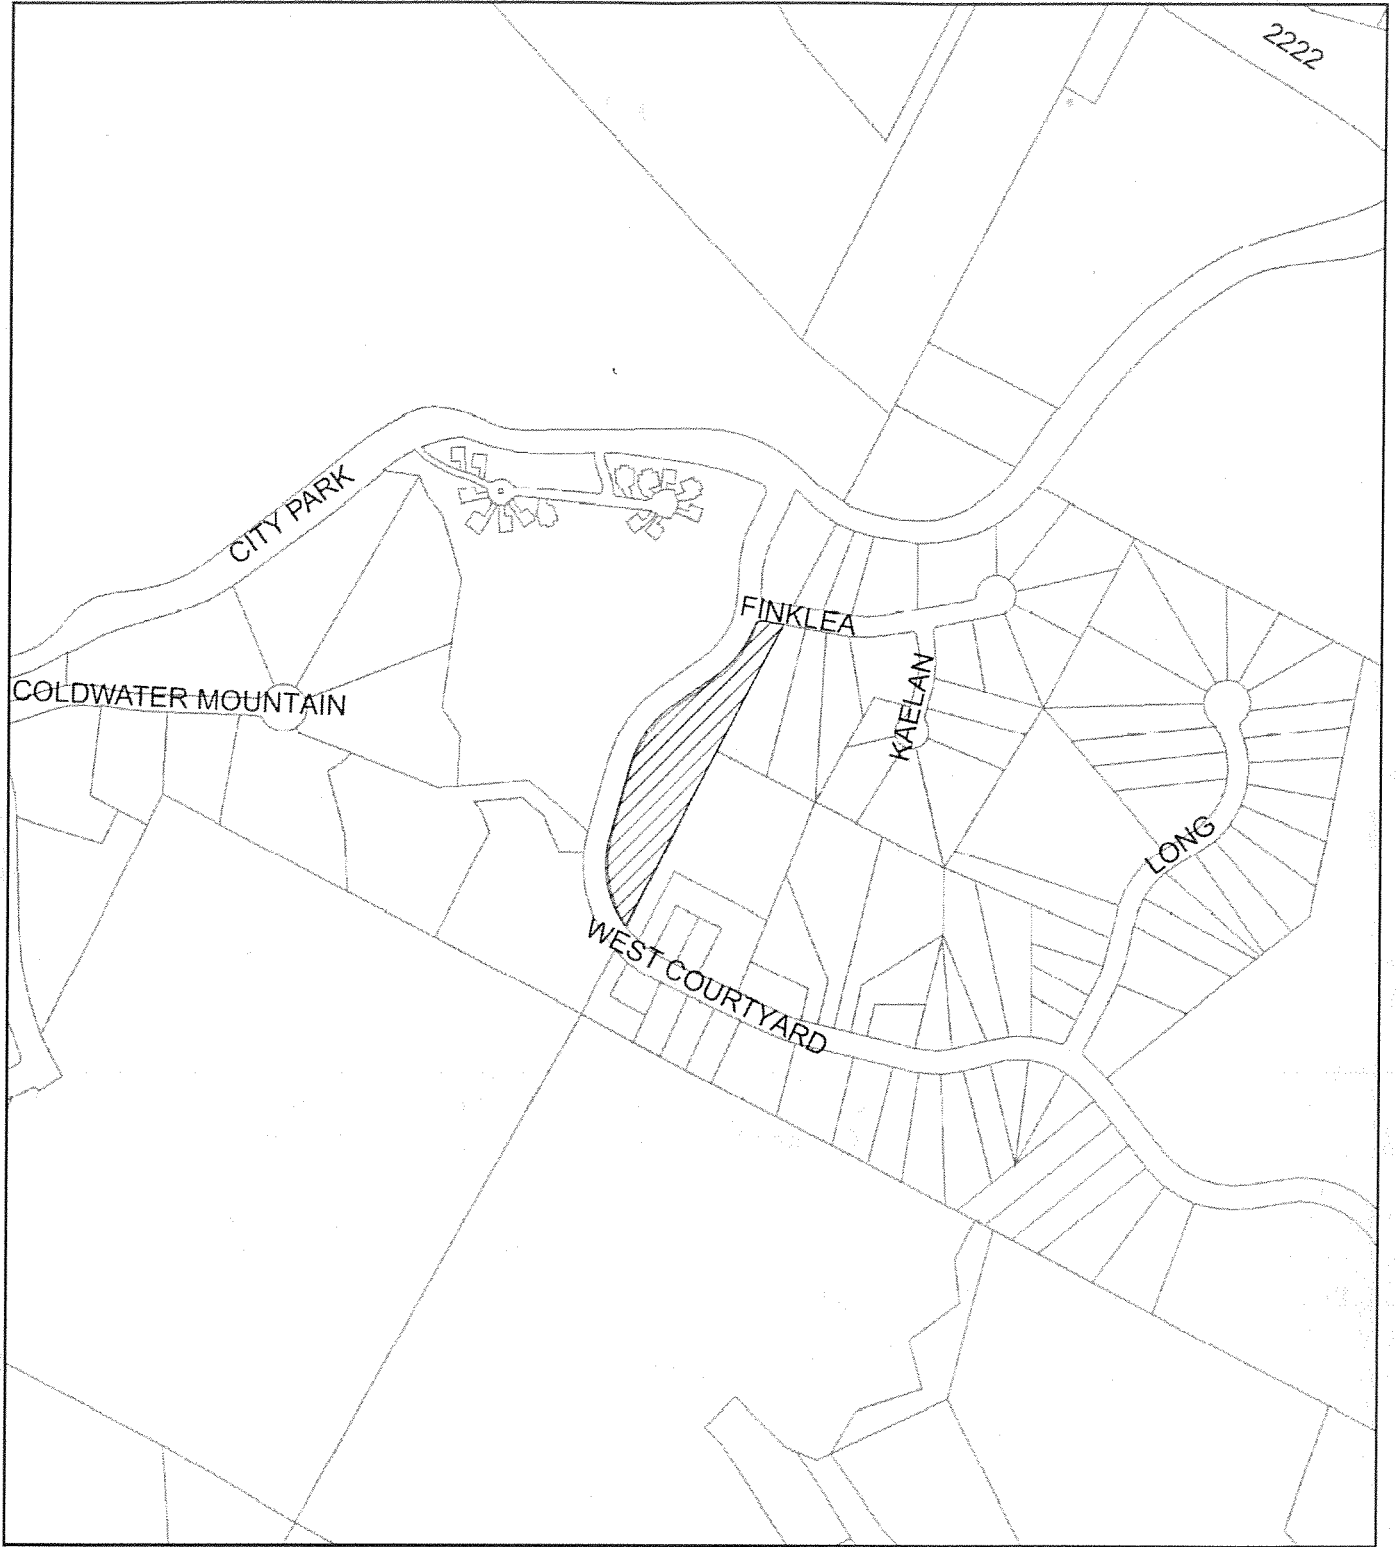 2222
CITY PARK
FINKLEA
COLDWATER MOUNTAIN
KAELAN
LONG
WEST COURTYARD